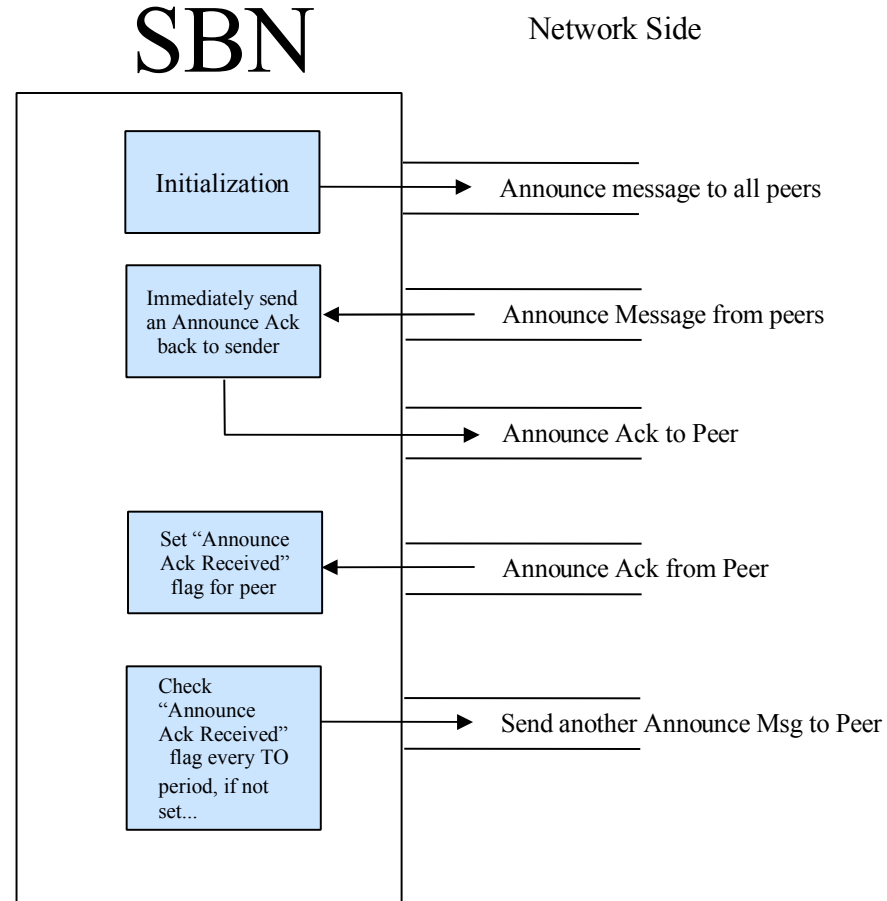 SBN
Network Side
Initialization
Announce message to all peers
Immediately send
an Announce Ack
back to sender
Announce Message from peers
Announce Ack to Peer
Set “Announce
Ack Received”
flag for peer
Announce Ack from Peer
Check
“Announce
Ack Received”
flag every TO
period, if not
set...
Send another Announce Msg to Peer